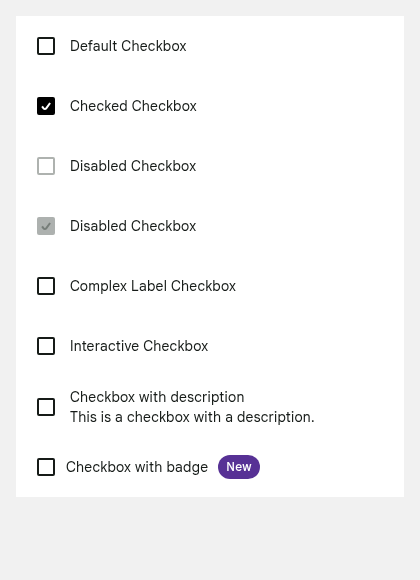 Default Checkbox
Checked Checkbox
Disabled Checkbox
Disabled Checkbox
Complex Label Checkbox
Interactive Checkbox
Checkbox with description
This is a checkbox with a description.
Checkbox with badge New